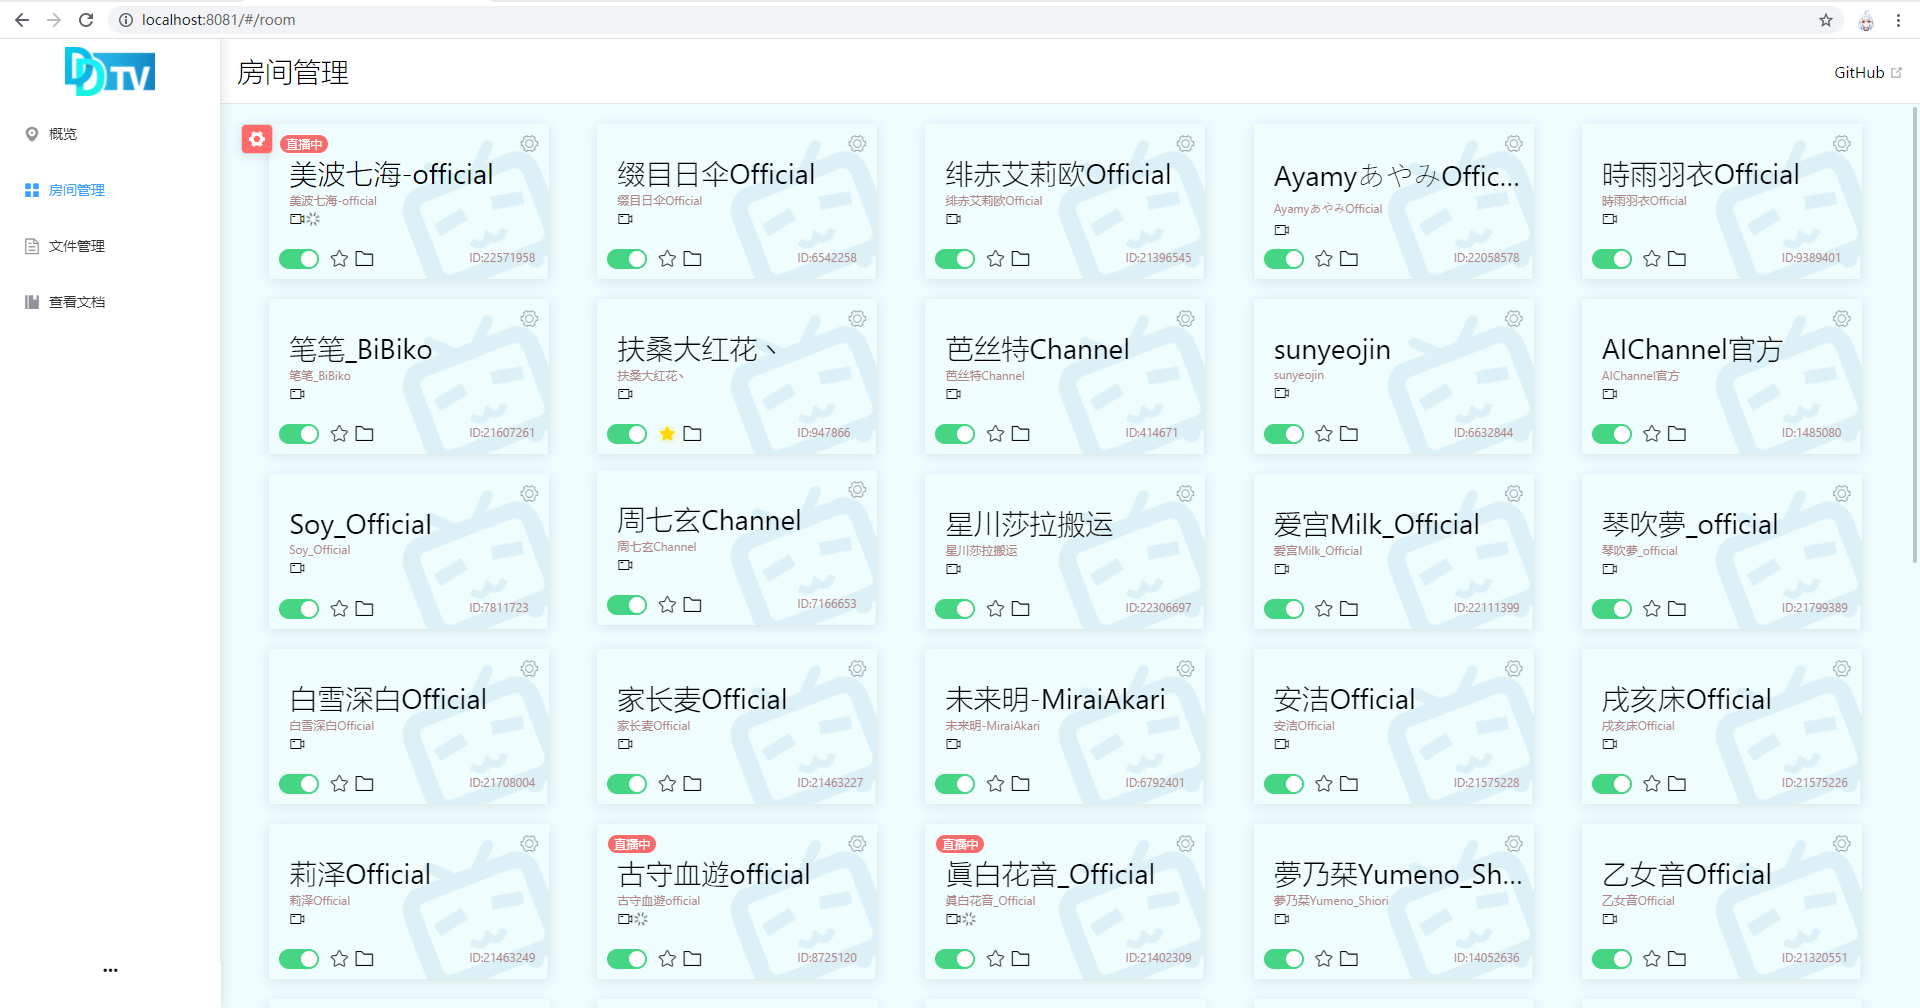 localhost:8081/#/room
DDTV
概览
房间管理
文件管理
查看文档
房间管理
GitHub
直播中
美波七海-official
美波七海-official
ID:22571958
缀目日伞Official
缀目日伞Official
ID:6542258
绯赤艾莉欧Official
绯赤艾莉欧Official
ID:21396545
AyamyあやみOffic...
AyamyあやみOfficial
ID:22058578
時雨羽衣Official
時雨羽衣Official
ID:9389401
笔笔_BiBiko
笔笔_BiBiko
ID:21607261
扶桑大红花丶
扶桑大红花丶
ID:947866
芭丝特Channel
芭丝特Channel
ID:414671
sunyeojin
sunyeojin
ID:6632844
AIChannel官方
AIChannel官方
ID:1485080
Soy_Official
Soy_Official
ID:7811723
周七玄Channel
周七玄Channel
ID:7166653
星川莎拉搬运
星川莎拉搬运
ID:22306697
爱宫Milk_Official
爱宫Milk_Official
ID:22111399
琴吹夢_official
琴吹夢_official
ID:21799389
白雪深白Official
白雪深白Official
ID:21708004
家长麦Official
家长麦Official
ID:21463227
未来明-MiraiAkari
未来明-MiraiAkari
ID:6792401
安洁Official
安洁Official
ID:21575228
戌亥床Official
戌亥床Official
ID:21575226
莉泽Official
莉泽Official
ID:21463249
直播中
古守血遊official
古守血遊official
ID:8725120
直播中
眞白花音_Official
眞白花音_Official
ID:21402309
夢乃栞Yumeno_Sh...
夢乃栞Yumeno_Shiori
ID:14052636
乙女音Official
乙女音Official
ID:21320551